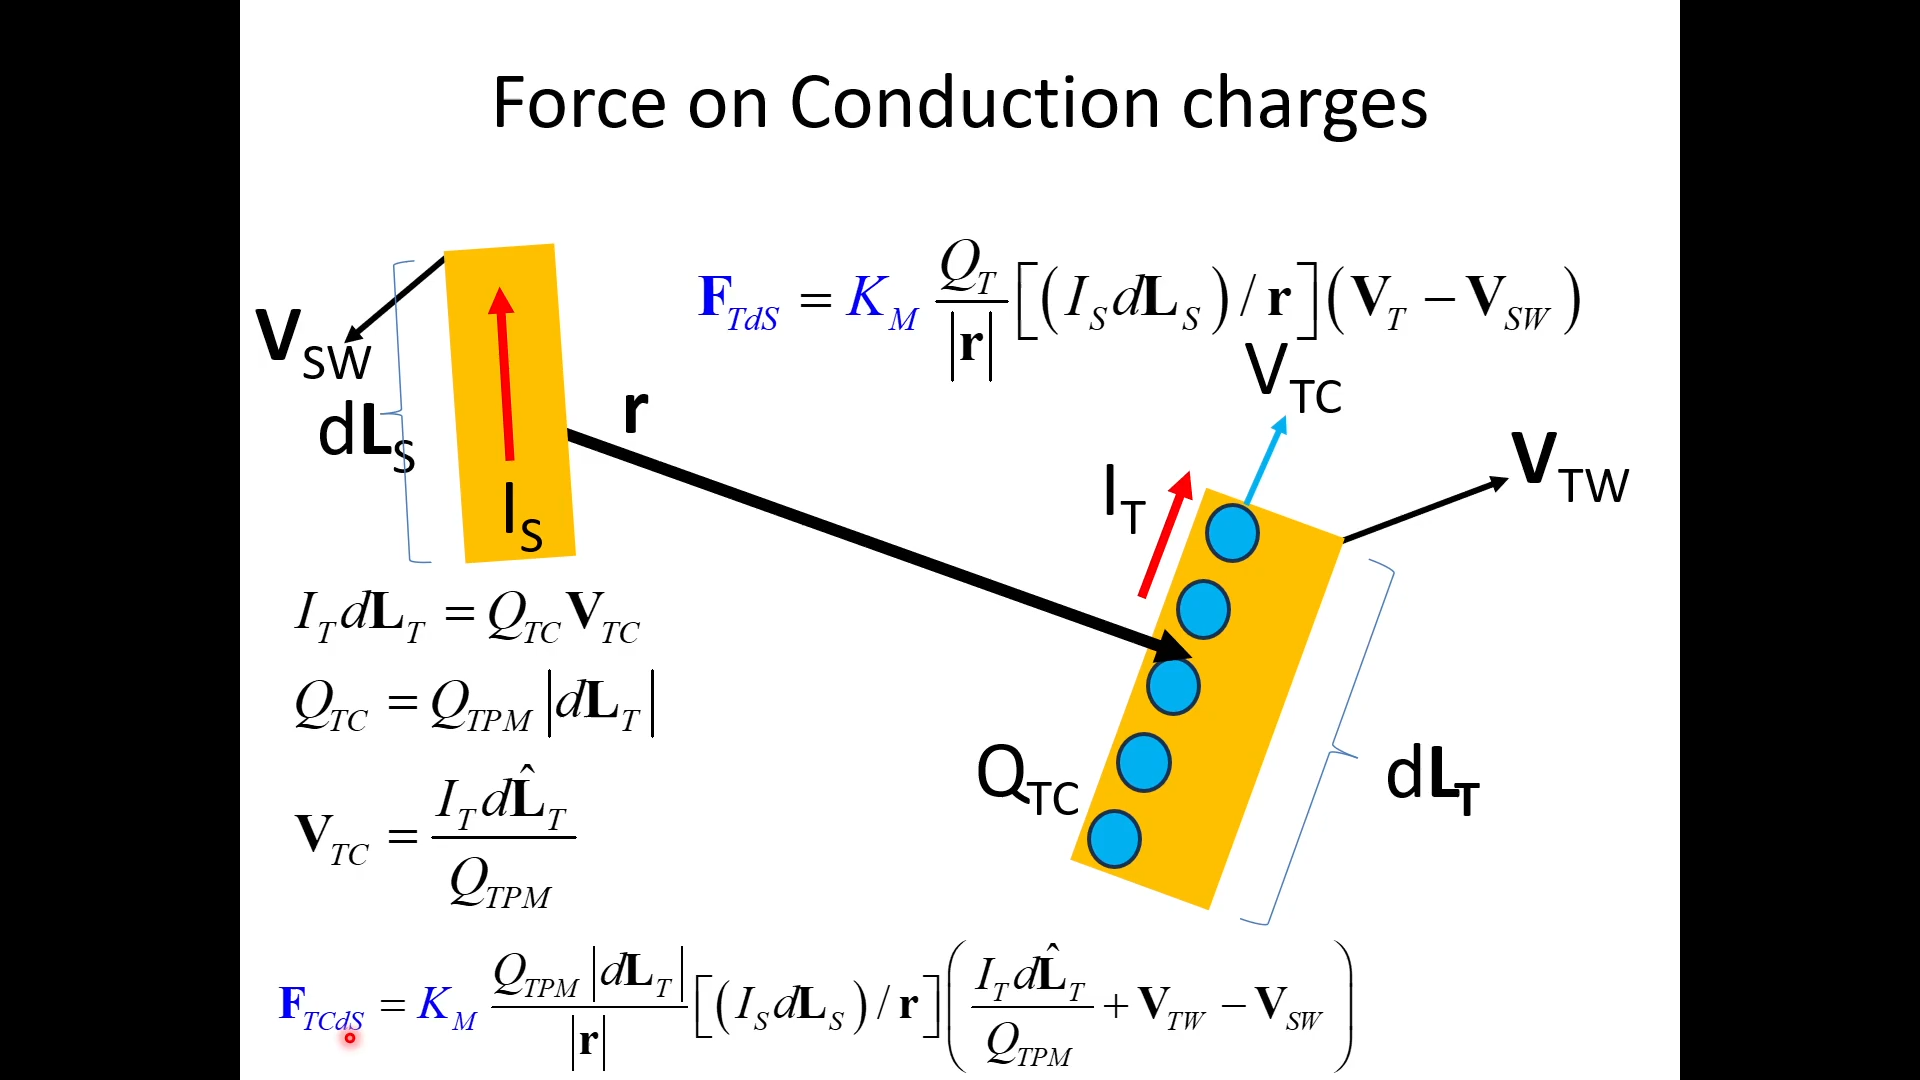 Force on Conduction charges
F_TdS = K_M Q_T/|r| [(I_S dL_S)/r](V_T − V_SW)
V_SW
dL_S
I_S
r
V_TC
V_TW
I_T
Q_TC
dL_T
I_T dL_T = Q_TC V_TC
Q_TC = Q_TPM |dL_T|
V_TC = I_T dL̂_T / Q_TPM
F_TCdS = K_M Q_TPM |dL_T| / |r| [(I_S dL_S)/r](I_T dL̂_T / Q_TPM + V_TW − V_SW)